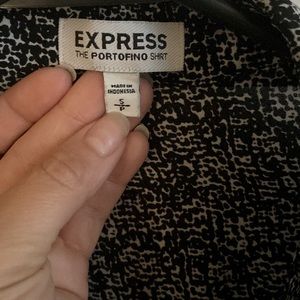 EXPRESS
THE PORTOFINO SHIRT
MADE IN
INDONESIA
S
P